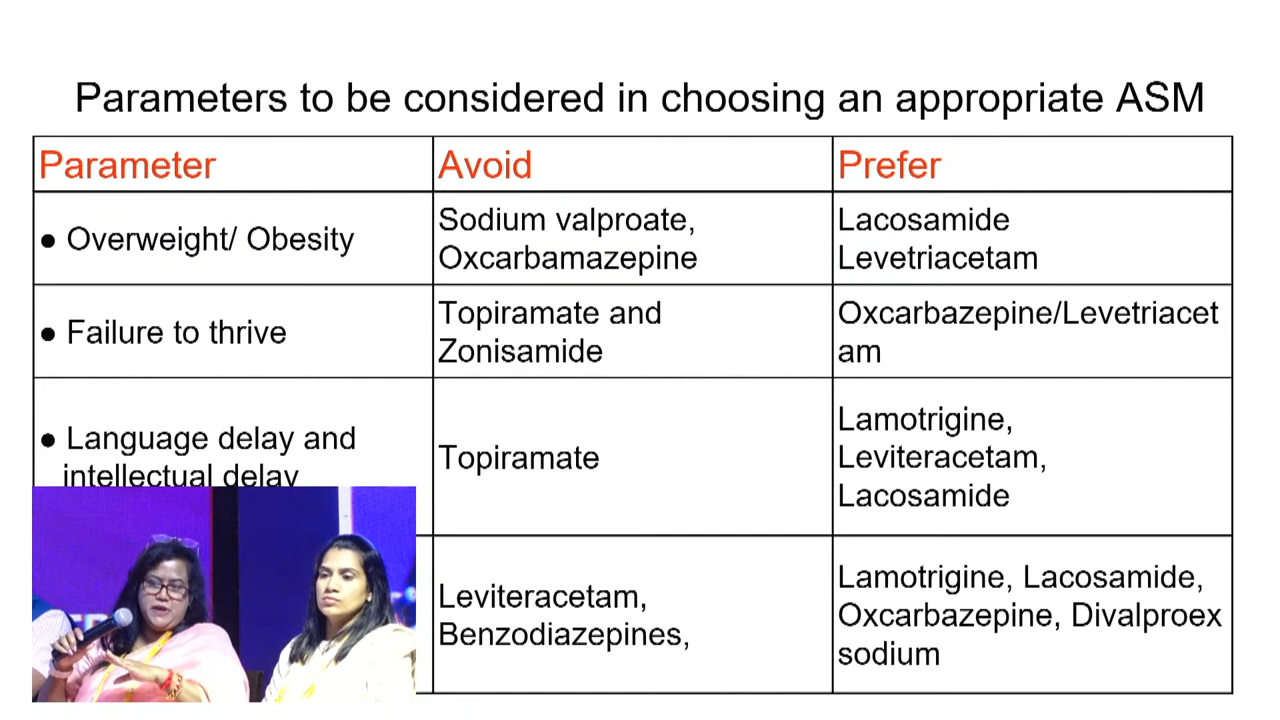 Parameters to be considered in choosing an appropriate ASM
Parameter
Avoid
Prefer
● Overweight/ Obesity
Sodium valproate,
Oxcarbamazepine
Lacosamide
Levetriacetam
● Failure to thrive
Topiramate and
Zonisamide
Oxcarbazepine/Levetriacet
am
● Language delay and
intellectual delay
Topiramate
Lamotrigine,
Leviteracetam,
Lacosamide
Leviteracetam,
Benzodiazepines,
Lamotrigine, Lacosamide,
Oxcarbazepine, Divalproex
sodium